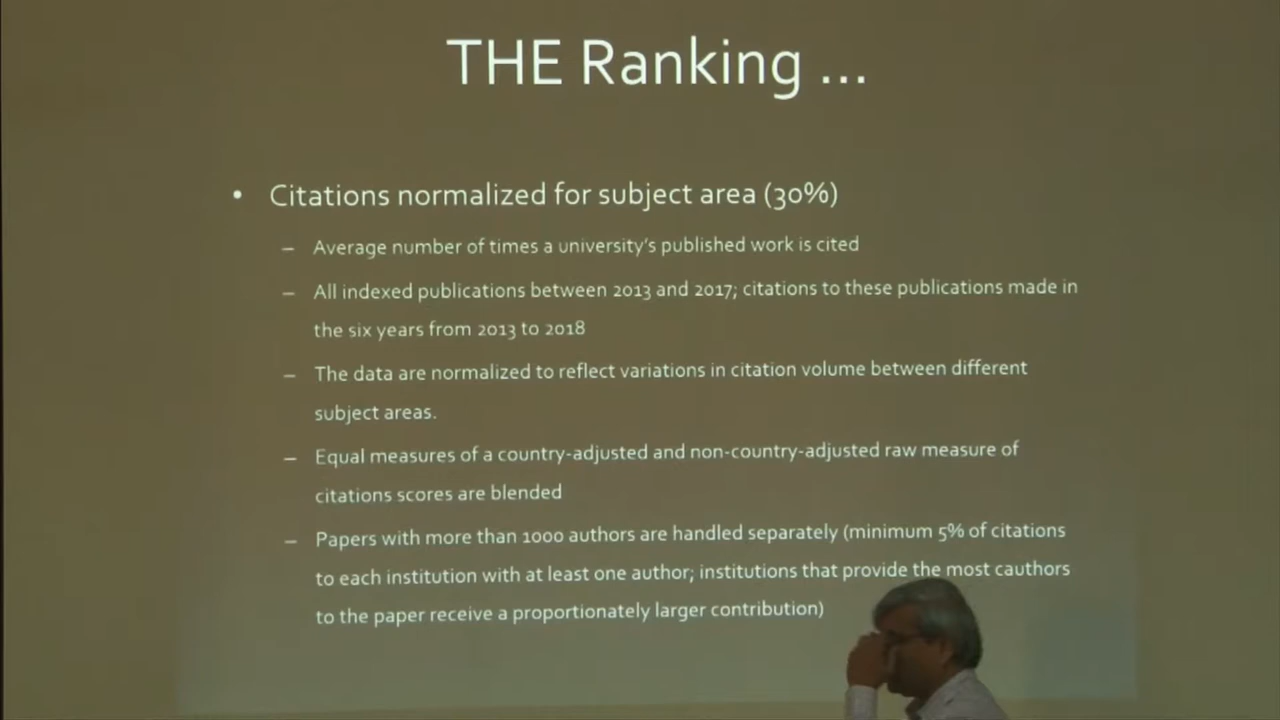 THE Ranking ...
• Citations normalized for subject area (30%)
– Average number of times a university's published work is cited
– All indexed publications between 2013 and 2017; citations to these publications made in
the six years from 2013 to 2018
– The data are normalized to reflect variations in citation volume between different
subject areas.
– Equal measures of a country-adjusted and non-country-adjusted raw measure of
citations scores are blended
– Papers with more than 1000 authors are handled separately (minimum 5% of citations
to each institution with at least one author; institutions that provide the most cauthors
to the paper receive a proportionately larger contribution)